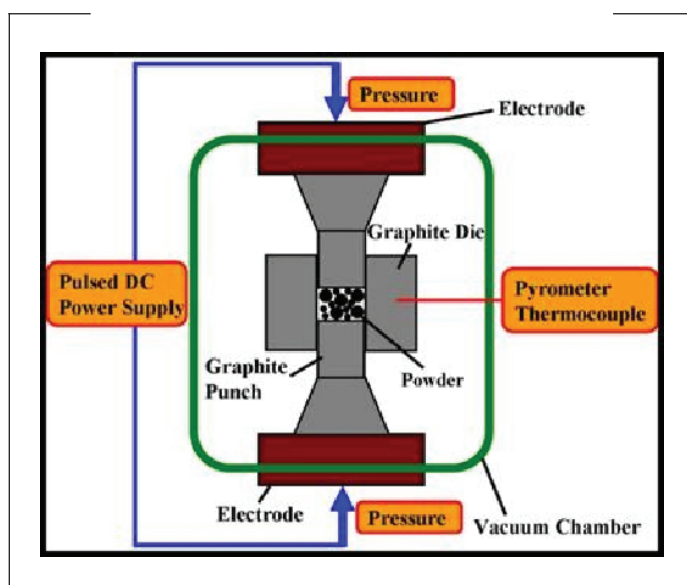 Pressure
Electrode
Graphite Die
Pulsed DC
Power Supply
Pyrometer
Thermocouple
Graphite
Punch
Powder
Electrode
Pressure
Vacuum Chamber